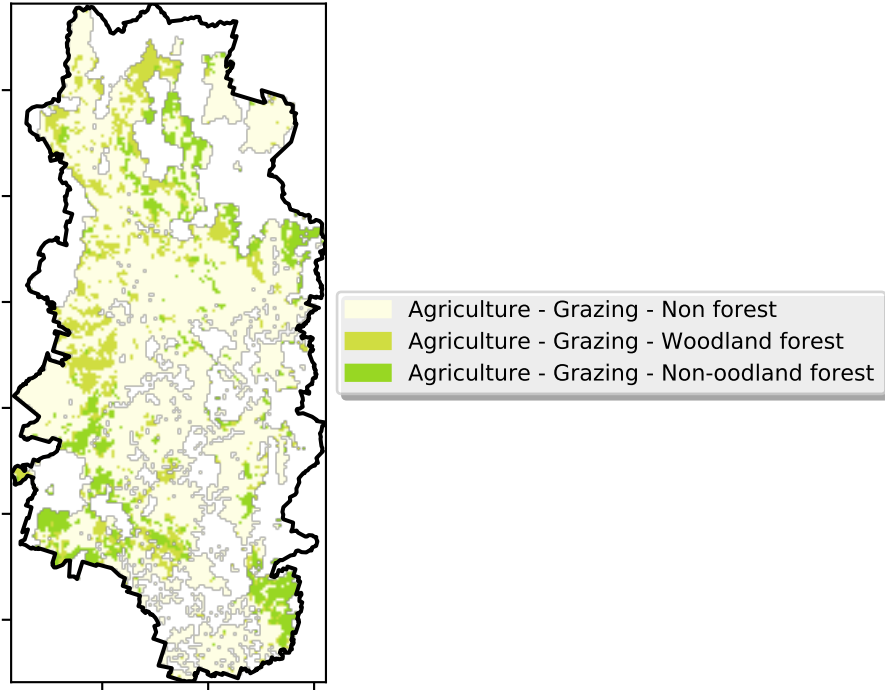 Agriculture - Grazing - Non forest
Agriculture - Grazing - Woodland forest
Agriculture - Grazing - Non-oodland forest